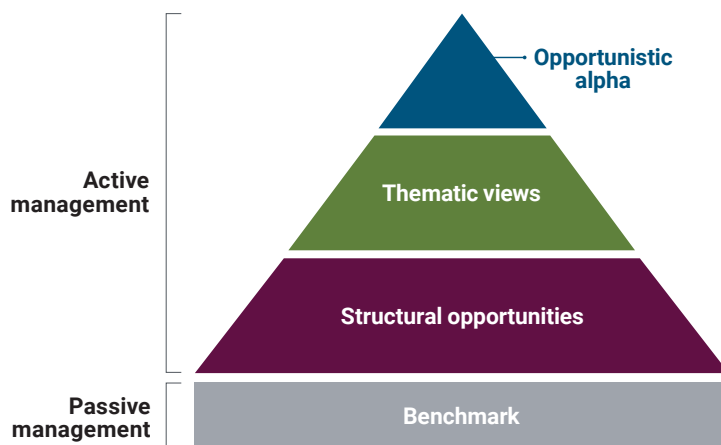 Opportunistic
alpha
Active
management
Thematic views
Structural opportunities
Passive
management
Benchmark